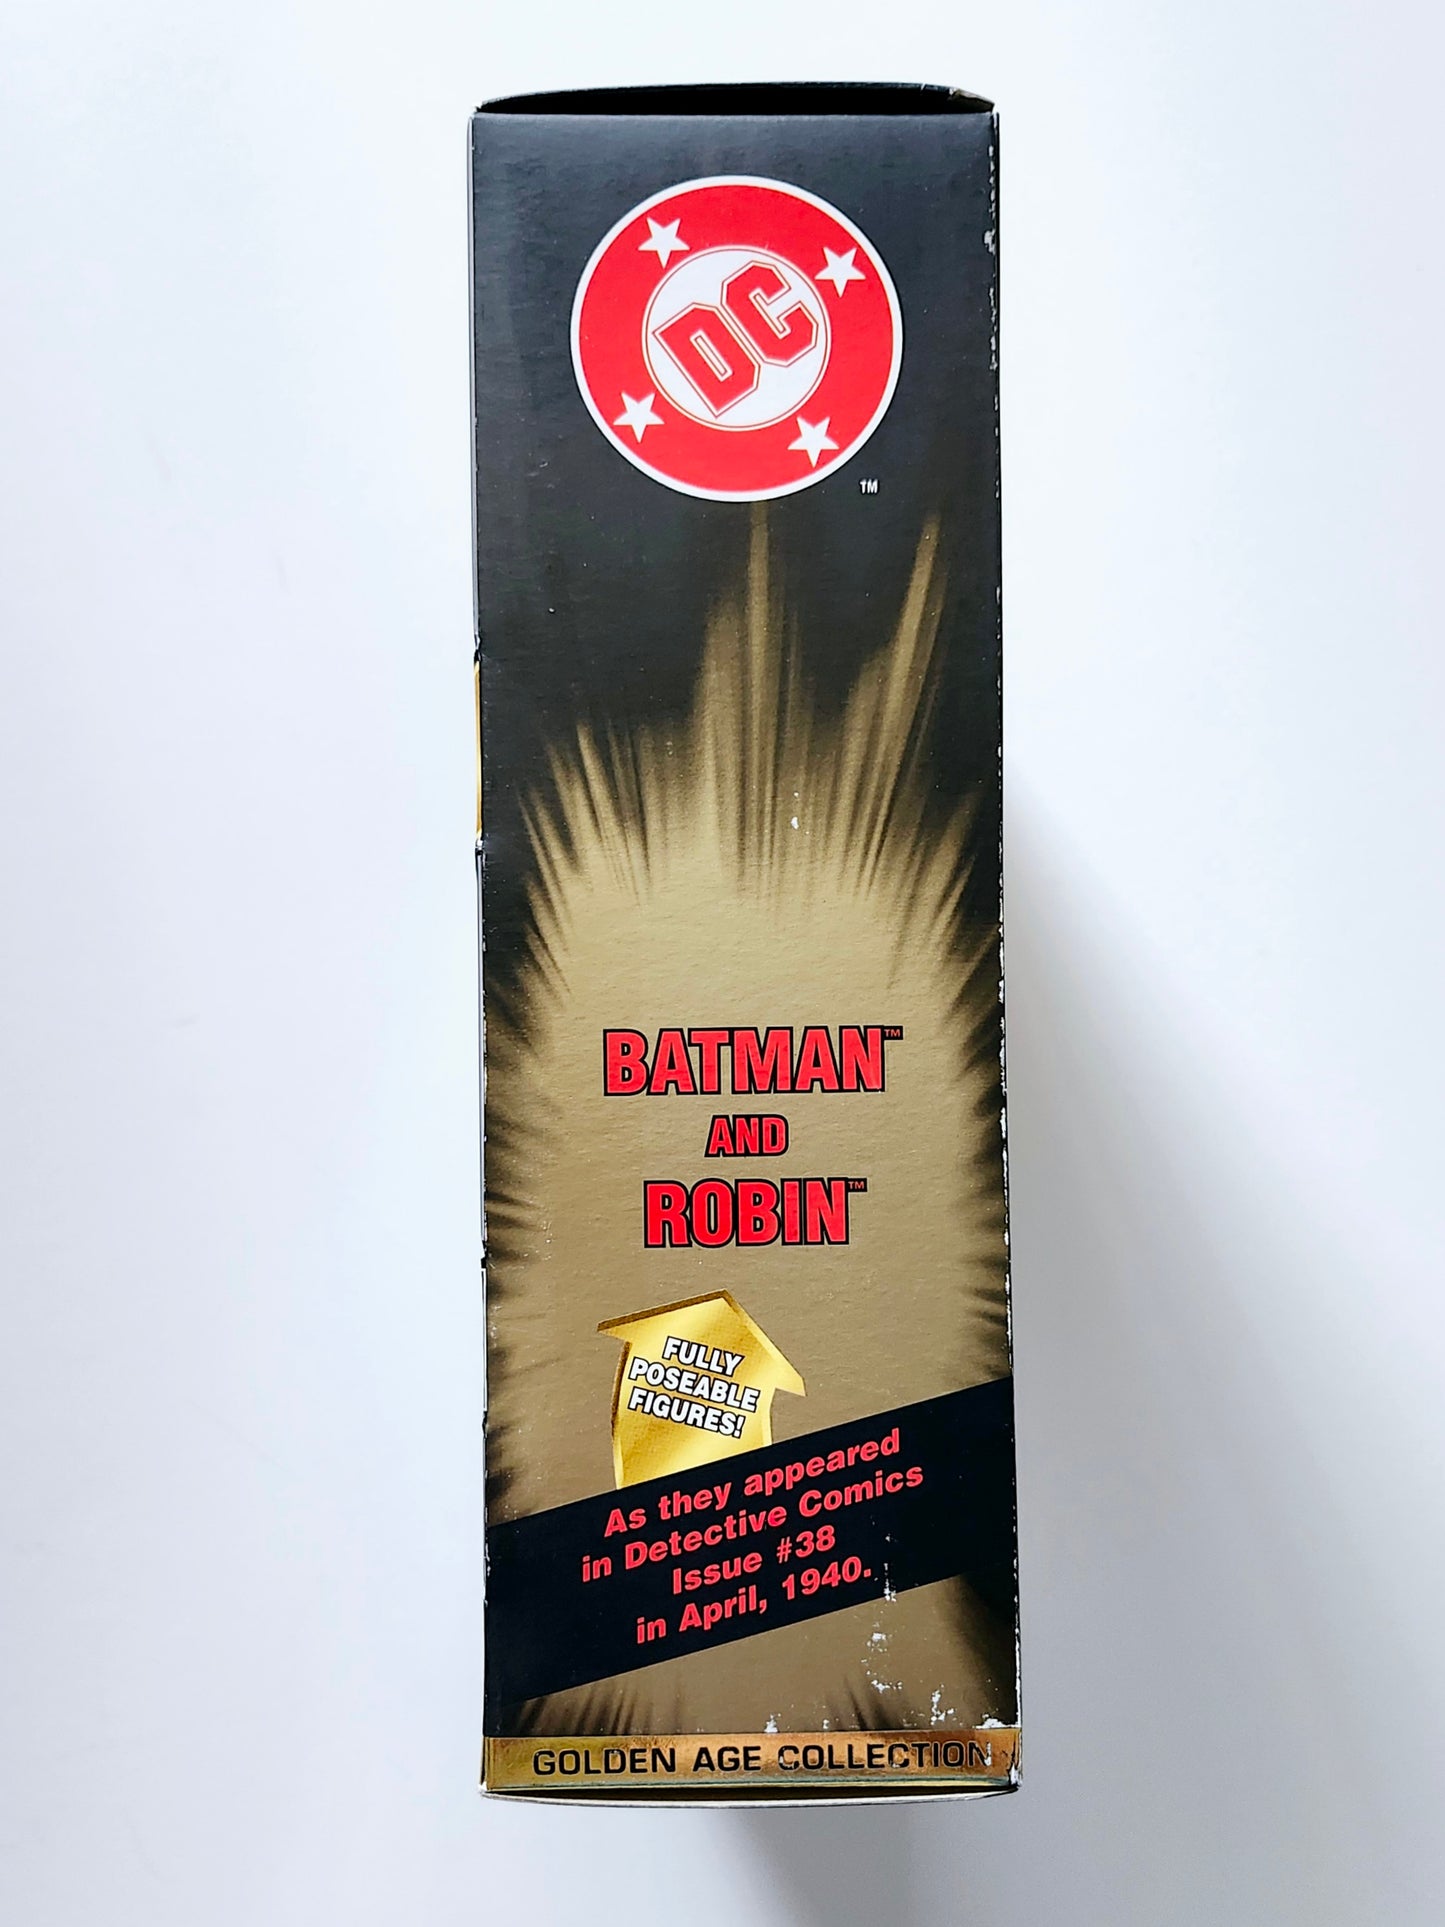 DC
TM
BATMAN™
AND
ROBIN™
FULLY
POSEABLE
FIGURES!
As they appeared
in Detective Comics
Issue #38
in April, 1940.
GOLDEN AGE COLLECTION